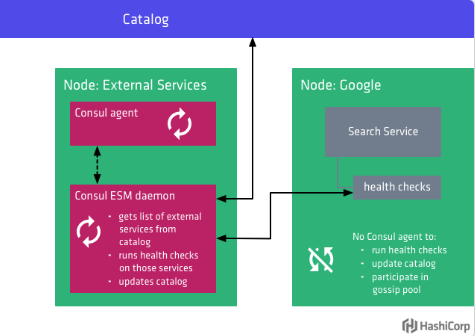 Catalog
Node: External Services
Consul agent
Consul ESM daemon
• gets list of external
services from
catalog
• runs health checks
on those services
• updates catalog
Node: Google
Search Service
health checks
No Consul agent to:
• run health checks
• update catalog
• participate in
gossip pool
HashiCorp